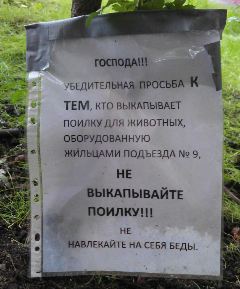 ГОСПОДА!!!
УБЕДИТЕЛЬНАЯ ПРОСЬБА К
ТЕМ, КТО ВЫКАПЫВАЕТ
ПОИЛКУ ДЛЯ ЖИВОТНЫХ,
ОБОРУДОВАННУЮ
ЖИЛЬЦАМИ ПОДЪЕЗДА № 9,
НЕ
ВЫКАПЫВАЙТЕ
ПОИЛКУ!!!
НЕ
НАВЛЕКАЙТЕ НА СЕБЯ БЕДЫ.